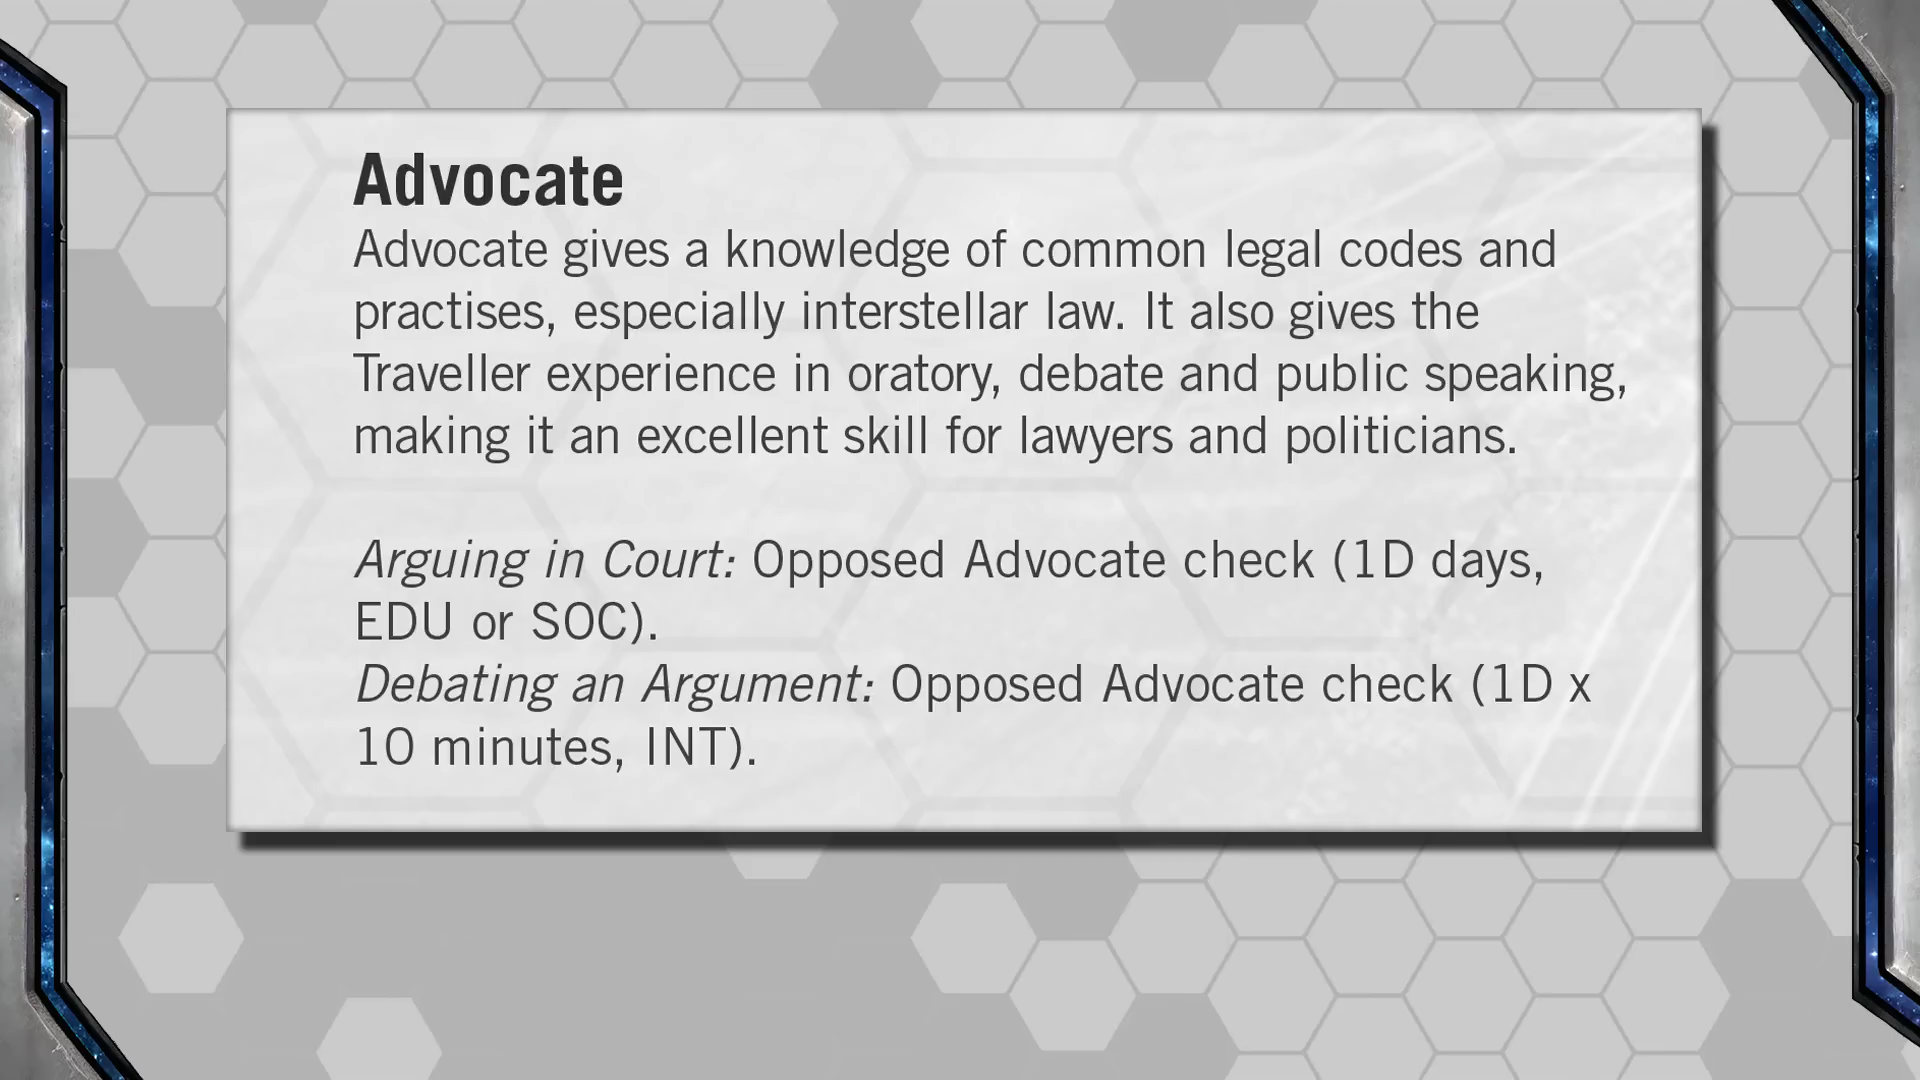 Advocate
Advocate gives a knowledge of common legal codes and
practises, especially interstellar law. It also gives the
Traveller experience in oratory, debate and public speaking,
making it an excellent skill for lawyers and politicians.
Arguing in Court: Opposed Advocate check (1D days,
EDU or SOC).
Debating an Argument: Opposed Advocate check (1D x
10 minutes, INT).